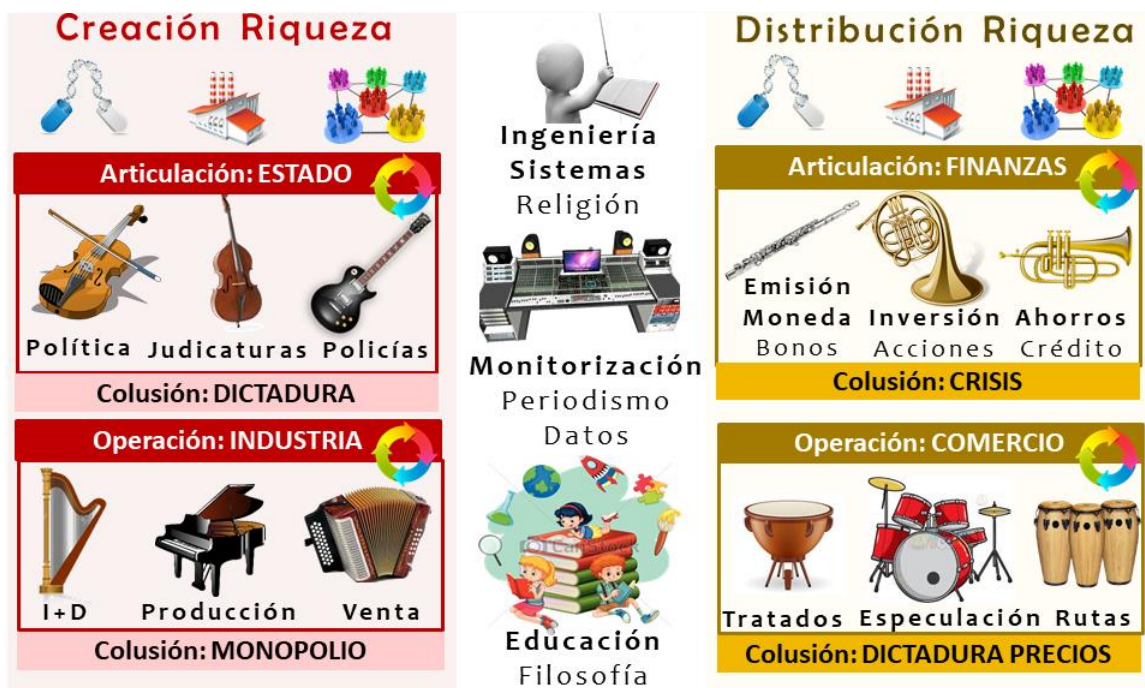 Creación Riqueza
Articulación: ESTADO
Política Judicaturas Policías
Colusión: DICTADURA
Operación: INDUSTRIA
I+D Producción Venta
Colusión: MONOPOLIO
Ingeniería
Sistemas
Religión
Monitorización
Periodismo
Datos
CanStock
Educación
Filosofía
Distribución Riqueza
Articulación: FINANZAS
Emisión
Moneda Inversión Ahorros
Bonos Acciones Crédito
Colusión: CRISIS
Operación: COMERCIO
Tratados Especulación Rutas
Colusión: DICTADURA PRECIOS